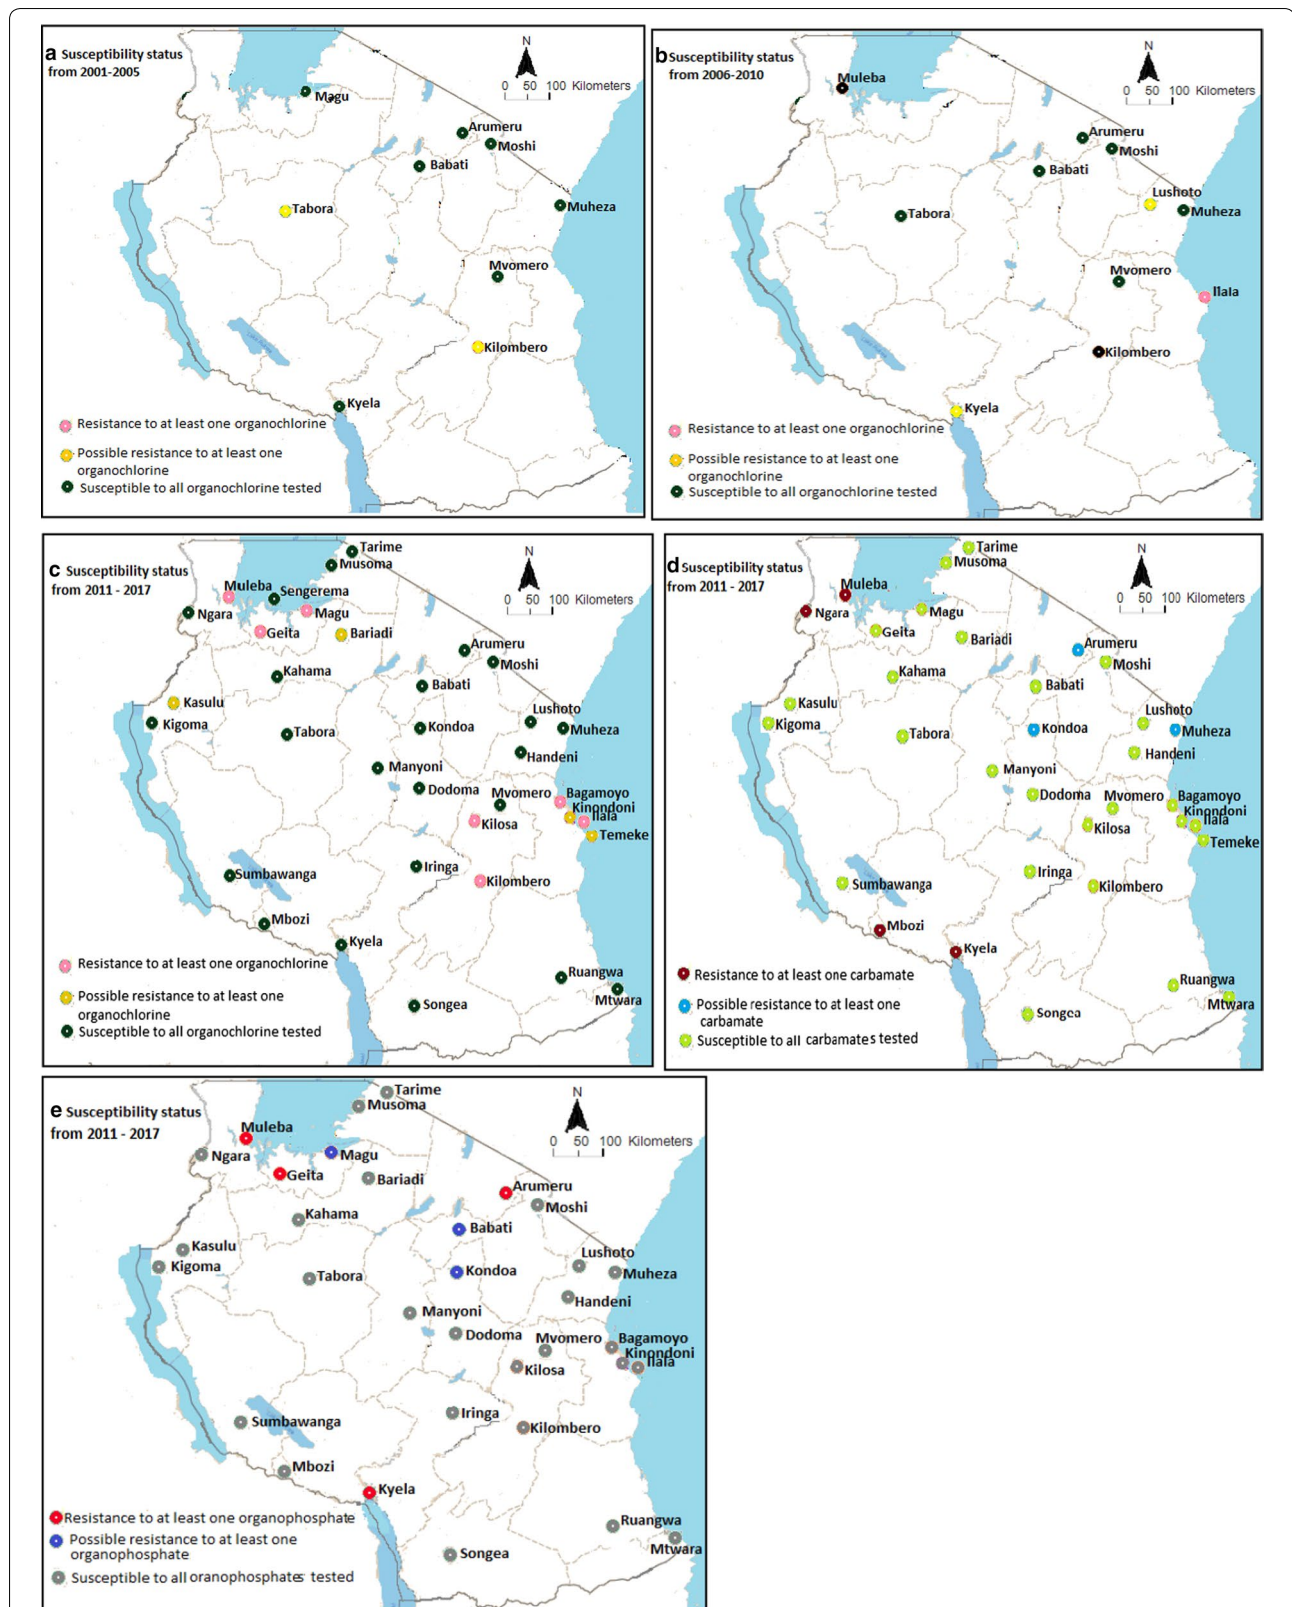 a Susceptibility status
from 2001-2005
N
0 50 100 Kilometers
Magu
Arumeru
Moshi
Babati
Tabora
Muheza
Mvomero
Kilombero
Kyela
Resistance to at least one organochlorine
Possible resistance to at least one
organochlorine
Susceptible to all organochlorine tested
b Susceptibility status
from 2006-2010
N
0 50 100 Kilometers
Muleba
Arumeru
Moshi
Babati
Lushoto
Muheza
Tabora
Mvomero
Ilala
Kilombero
Kyela
Resistance to at least one organochlorine
Possible resistance to at least one
organochlorine
Susceptible to all organochlorine tested
c Susceptibility status
from 2011 - 2017
N
0 50 100 Kilometers
Tarime
Musoma
Muleba
Sengerema
Ngara
Magu
Geita
Bariadi
Arumeru
Moshi
Kahama
Babati
Kasulu
Kigoma
Lushoto
Tabora
Kondoa
Muheza
Handeni
Manyoni
Dodoma
Mvomero
Bagamoyo
Kinondoni
Ilala
Kilosa
Temeke
Iringa
Sumbawanga
Kilombero
Mbozi
Kyela
Ruangwa
Mtwara
Songea
Resistance to at least one organochlorine
Possible resistance to at least one
organochlorine
Susceptible to all organochlorine tested
d Susceptibility status
from 2011 - 2017
N
0 50 100 Kilometers
Tarime
Musoma
Muleba
Ngara
Magu
Geita
Bariadi
Arumeru
Moshi
Kahama
Babati
Kasulu
Kigoma
Lushoto
Tabora
Kondoa
Muheza
Handeni
Manyoni
Dodoma
Mvomero
Bagamoyo
Kinondoni
Ilala
Kilosa
Temeke
Iringa
Sumbawanga
Kilombero
Mbozi
Kyela
Ruangwa
Mtwara
Songea
Resistance to at least one carbamate
Possible resistance to at least one
carbamate
Susceptible to all carbamates tested
e Susceptibility status
from 2011 - 2017
N
0 50 100 Kilometers
Tarime
Musoma
Muleba
Ngara
Magu
Geita
Bariadi
Arumeru
Moshi
Kahama
Babati
Kasulu
Kigoma
Lushoto
Tabora
Kondoa
Muheza
Handeni
Manyoni
Dodoma
Mvomero
Bagamoyo
Kinondoni
Ilala
Kilosa
Iringa
Sumbawanga
Kilombero
Mbozi
Kyela
Ruangwa
Mtwara
Songea
Resistance to at least one organophosphate
Possible resistance to at least one
organophosphate
Susceptible to all oranophosphates tested